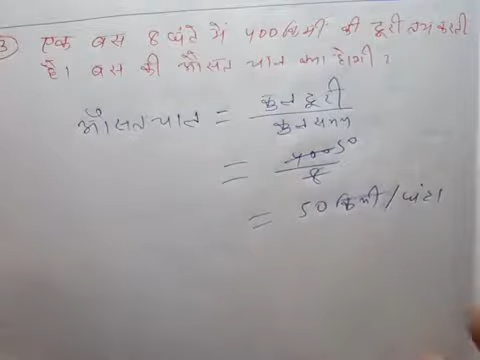 3) एक बस 8 घंटे में 400 किमी की दूरी तय करती
है। बस की औसत चाल क्या होगी ?
औसत चाल = कुल दूरी / कुल समय
= 400 50 / 8
= 50 किमी / घंटा